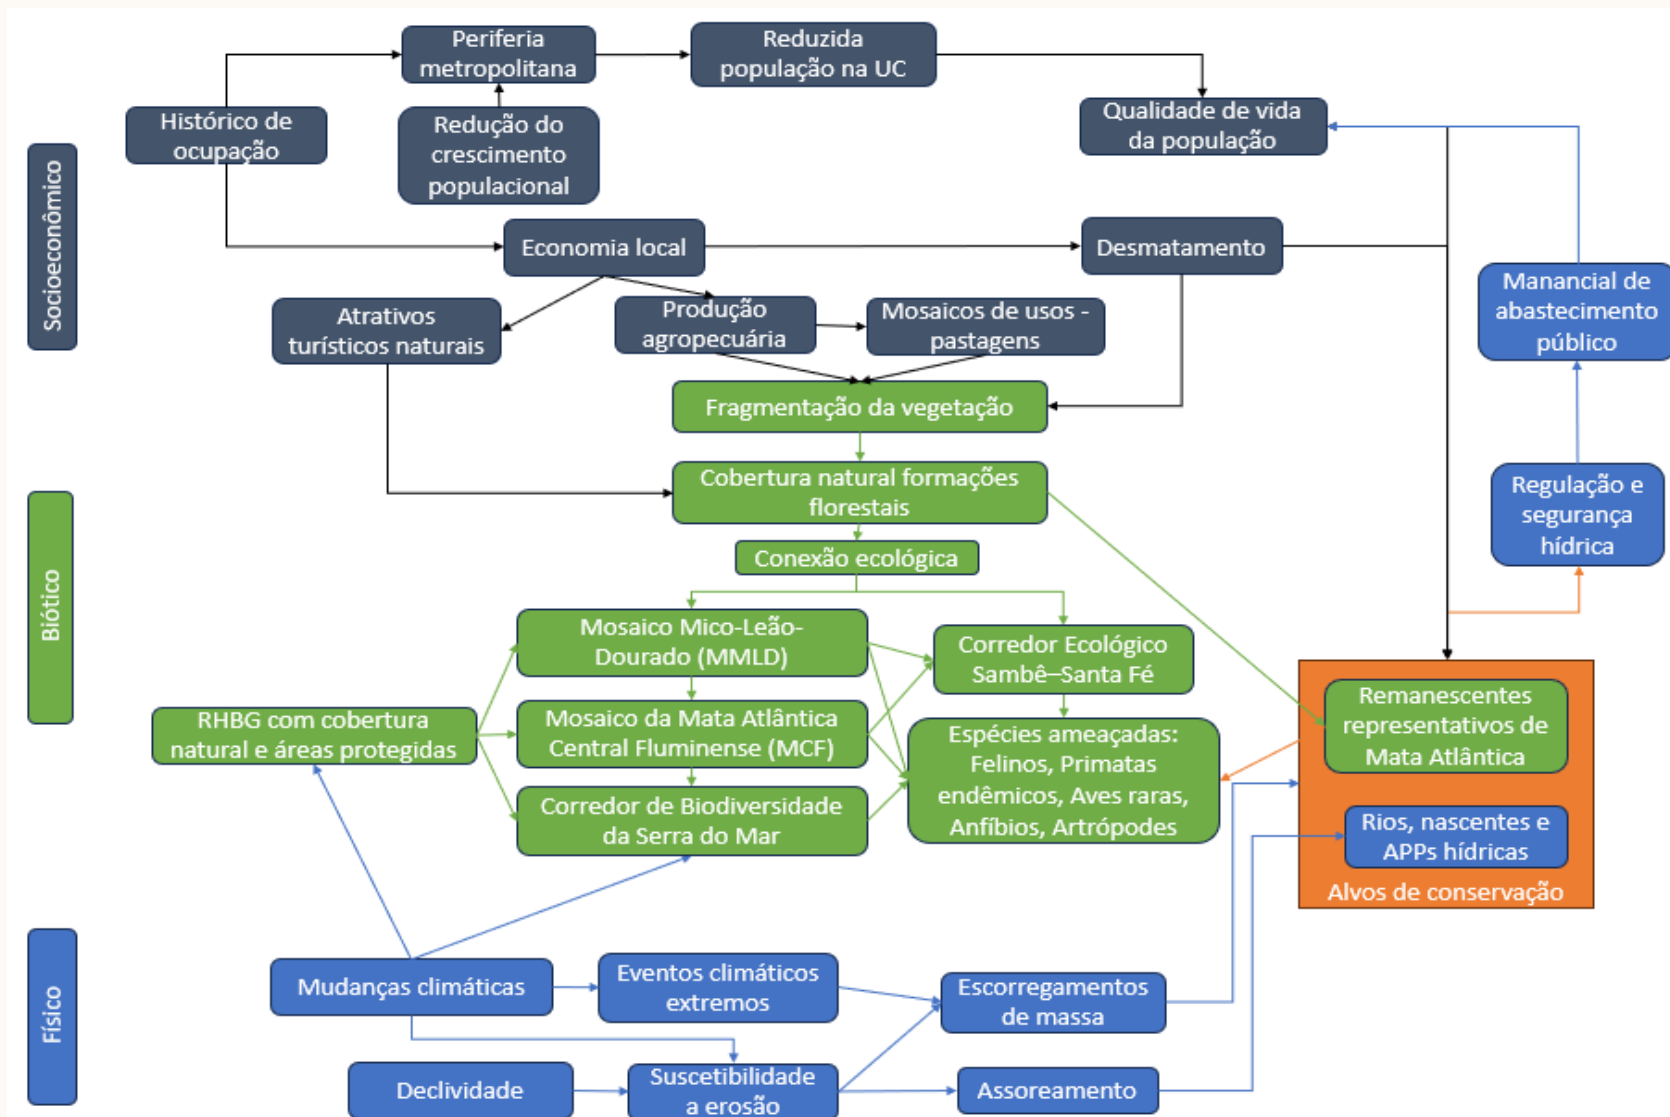 Periferia
metropolitana
Reduzida
população na UC
Histórico de
ocupação
Redução do
crescimento
populacional
Qualidade de vida
da população
Socioeconômico
Economia local
Desmatamento
Atrativos
turísticos naturais
Produção
agropecuária
Mosaicos de usos -
pastagens
Manancial de
abastecimento
público
Fragmentação da vegetação
Cobertura natural formações
florestais
Regulação e
segurança
hídrica
Biótico
Conexão ecológica
Mosaico Mico-Leão-
Dourado (MMLD)
Corredor Ecológico
Sambê–Santa Fé
RHBG com cobertura
natural e áreas protegidas
Mosaico da Mata Atlântica
Central Fluminense (MCF)
Espécies ameaçadas:
Felinos, Primatas
endêmicos, Aves raras,
Anfíbios, Artrópodes
Corredor de Biodiversidade
da Serra do Mar
Remanescentes
representativos de
Mata Atlântica
Rios, nascentes e
APPs hídricas
Alvos de conservação
Físico
Mudanças climáticas
Eventos climáticos
extremos
Escorregamentos
de massa
Declividade
Suscetibilidade
a erosão
Assoreamento